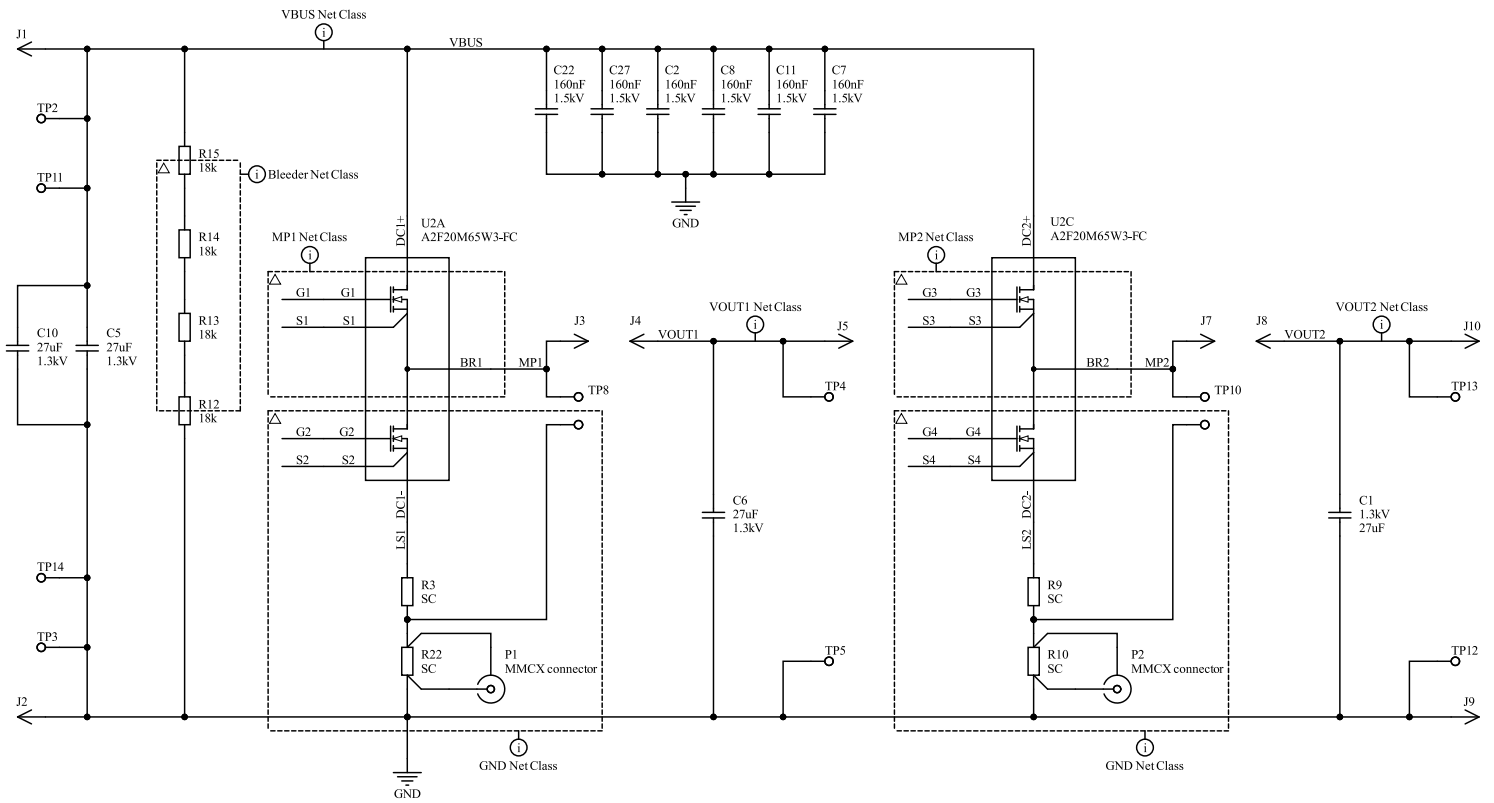 VBUS Net Class
i
J1
VBUS
C22
160nF
1.5kV
C27
160nF
1.5kV
C2
160nF
1.5kV
C8
160nF
1.5kV
C11
160nF
1.5kV
C7
160nF
1.5kV
GND
TP2
TP11
R15
18k
i
Bleeder Net Class
R14
18k
R13
18k
R12
18k
C10
27uF
1.3kV
C5
27uF
1.3kV
TP14
TP3
J2
MP1 Net Class
i
DC1+
U2A
A2F20M65W3-FC
G1
G1
S1
S1
BR1
MP1
J3
TP8
G2
G2
S2
S2
DC1-
LS1
R3
SC
R22
SC
P1
MMCX connector
i
GND Net Class
GND
VOUT1 Net Class
i
J4
VOUT1
J5
TP4
C6
27uF
1.3kV
TP5
MP2 Net Class
i
DC2+
U2C
A2F20M65W3-FC
G3
G3
S3
S3
BR2
MP2
J7
TP10
G4
G4
S4
S4
DC2-
LS2
R9
SC
R10
SC
P2
MMCX connector
i
GND Net Class
VOUT2 Net Class
i
J8
VOUT2
J10
TP13
C1
1.3kV
27uF
TP12
J9